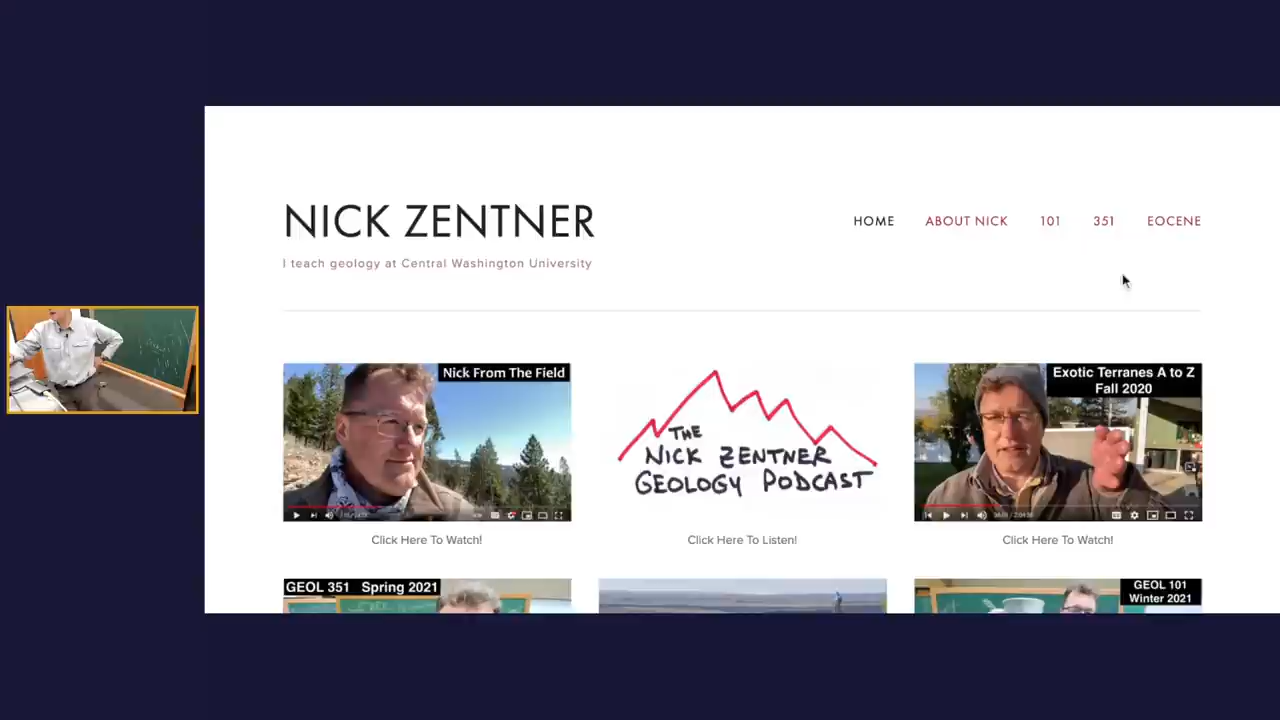 NICK ZENTNER
HOME ABOUT NICK 101 351 EOCENE
I teach geology at Central Washington University
Nick From The Field
THE
NICK ZENTNER
GEOLOGY PODCAST
Exotic Terranes A to Z
Fall 2020
Click Here To Watch!
Click Here To Listen!
Click Here To Watch!
GEOL 351 Spring 2021
GEOL 101
Winter 2021